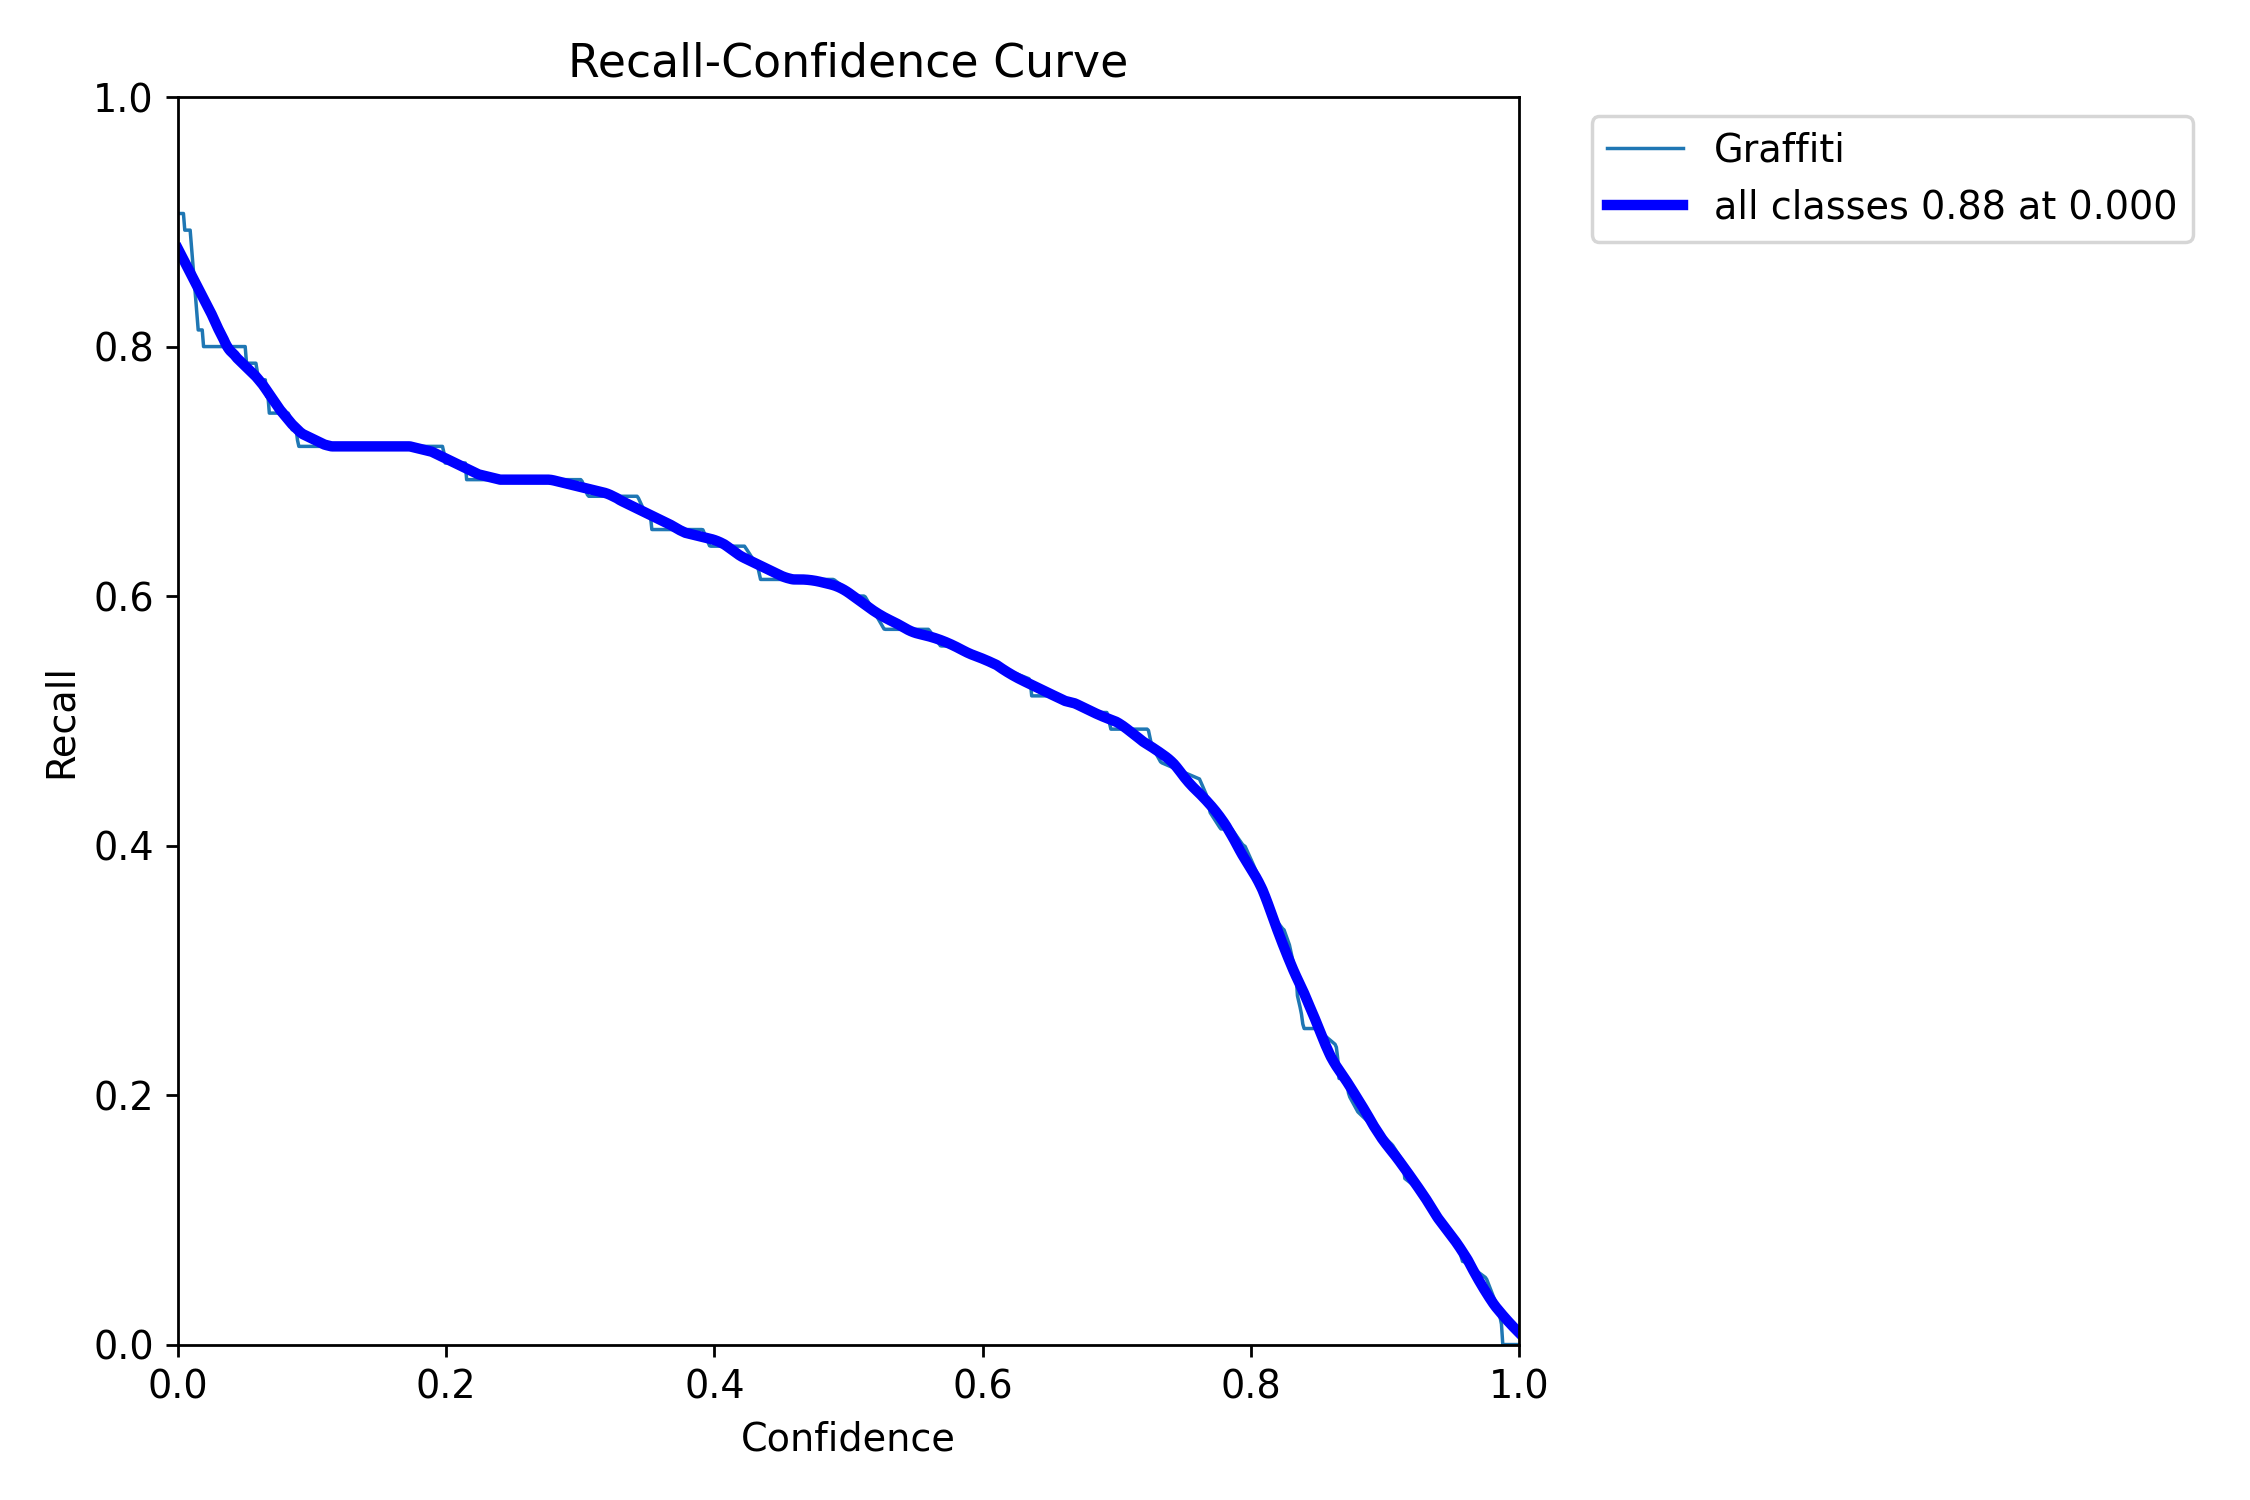 Recall-Confidence Curve
1.0
0.8
0.6
0.4
0.2
0.0
Recall
0.0 0.2 0.4 0.6 0.8 1.0
Confidence
Graffiti
all classes 0.88 at 0.000